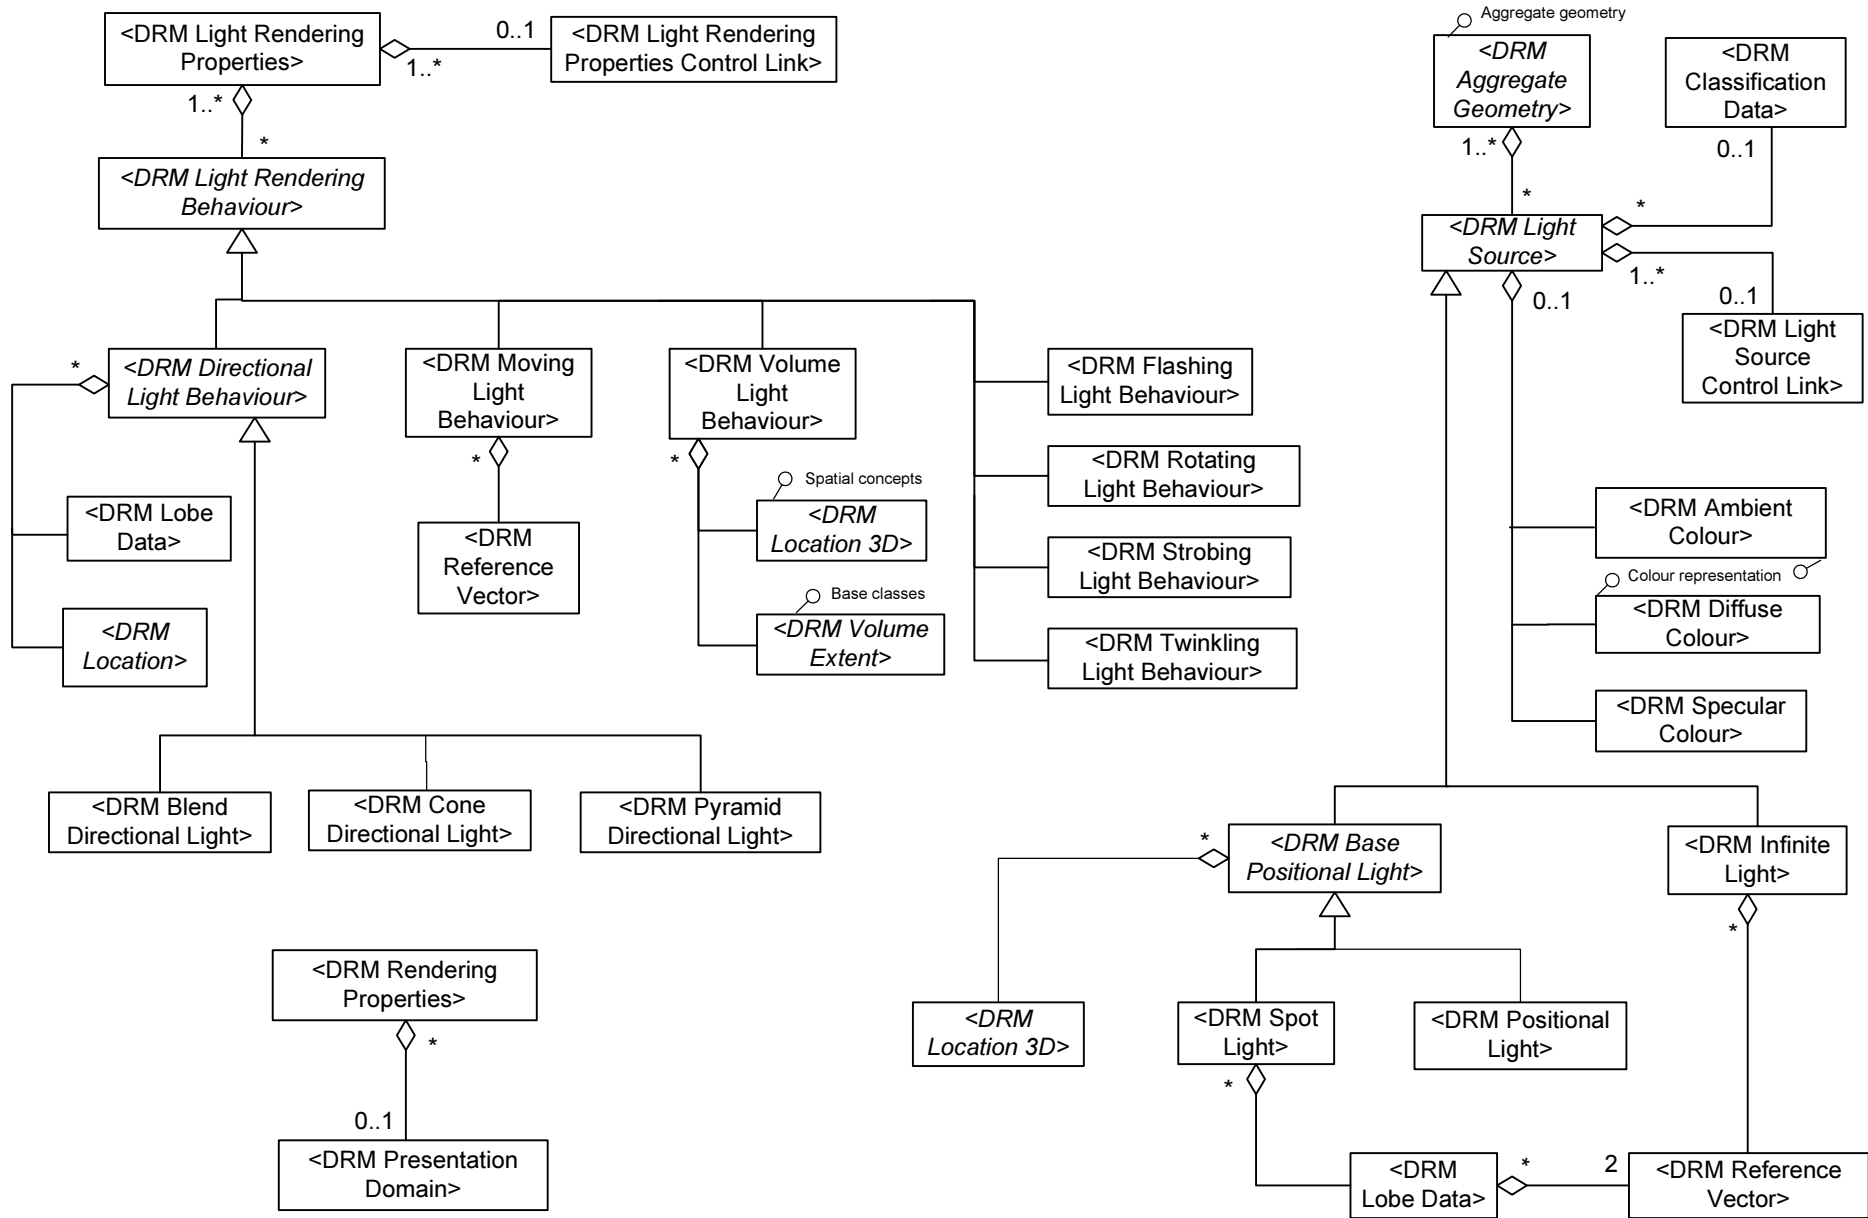 <DRM Light Rendering
Properties>
1..*
0..1
<DRM Light Rendering
Properties Control Link>
1..*
*
<DRM Light Rendering
Behaviour>
*
<DRM Directional
Light Behaviour>
<DRM Moving
Light
Behaviour>
<DRM Volume
Light
Behaviour>
<DRM Flashing
Light Behaviour>
<DRM Rotating
Light Behaviour>
<DRM Strobing
Light Behaviour>
<DRM Twinkling
Light Behaviour>
<DRM Lobe
Data>
<DRM
Location>
*
<DRM
Reference
Vector>
*
Spatial concepts
<DRM
Location 3D>
Base classes
<DRM Volume
Extent>
<DRM Blend
Directional Light>
<DRM Cone
Directional Light>
<DRM Pyramid
Directional Light>
<DRM Rendering
Properties>
*
0..1
<DRM Presentation
Domain>
Aggregate geometry
<DRM
Aggregate
Geometry>
<DRM
Classification
Data>
1..*
0..1
*
*
<DRM Light
Source>
1..*
0..1
0..1
<DRM Light
Source
Control Link>
<DRM Ambient
Colour>
Colour representation
<DRM Diffuse
Colour>
<DRM Specular
Colour>
*
<DRM Base
Positional Light>
<DRM Infinite
Light>
*
<DRM
Location 3D>
<DRM Spot
Light>
<DRM Positional
Light>
*
<DRM
Lobe Data>
*
2
<DRM Reference
Vector>